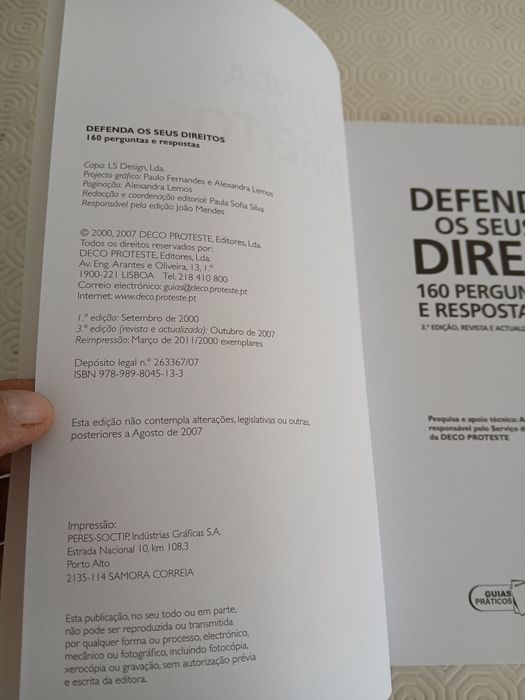 DEFENDA OS SEUS DIREITOS
160 perguntas e respostas
Capa: LS Design, Lda.
Projecto gráfico: Paulo Fernandes e Alexandra Lemos
Paginação: Alexandra Lemos
Redacção e coordenação editorial: Paula Sofia Silva
Responsável pela edição: João Mendes
© 2000, 2007 DECO PROTESTE, Editores, Lda.
Todos os direitos reservados por:
DECO PROTESTE, Editores, Lda.
Av. Eng. Arantes e Oliveira, 13, 1.º
1900-221 LISBOA Tel. 218 410 800
Correio electrónico: guias@deco.proteste.pt
Internet: www.deco.proteste.pt
1.ª edição: Setembro de 2000
3.ª edição (revista e actualizada): Outubro de 2007
Reimpressão: Março de 2011/2000 exemplares
Depósito legal n.º 263367/07
ISBN 978-989-8045-13-3
Esta edição não contempla alterações, legislativas ou outras,
posteriores a Agosto de 2007
Impressão:
PERES-SOCTIP, Indústrias Gráficas S.A.
Estrada Nacional 10, km 108,3
Porto Alto
2135-114 SAMORA CORREIA
Esta publicação, no seu todo ou em parte,
não pode ser reproduzida ou transmitida
por qualquer forma ou processo, electrónico,
mecânico ou fotográfico, incluindo fotocópia,
xerocópia ou gravação, sem autorização prévia
e escrita da editora.
DEFEND
OS SEUS
DIREI
160 PERGUN
E RESPOSTA
3.ª EDIÇÃO, REVISTA E ACTUALIZ
Pesquisa e apoio técnico: A
responsável pelo Serviço d
da DECO PROTESTE
GUIAS
PRÁTICOS